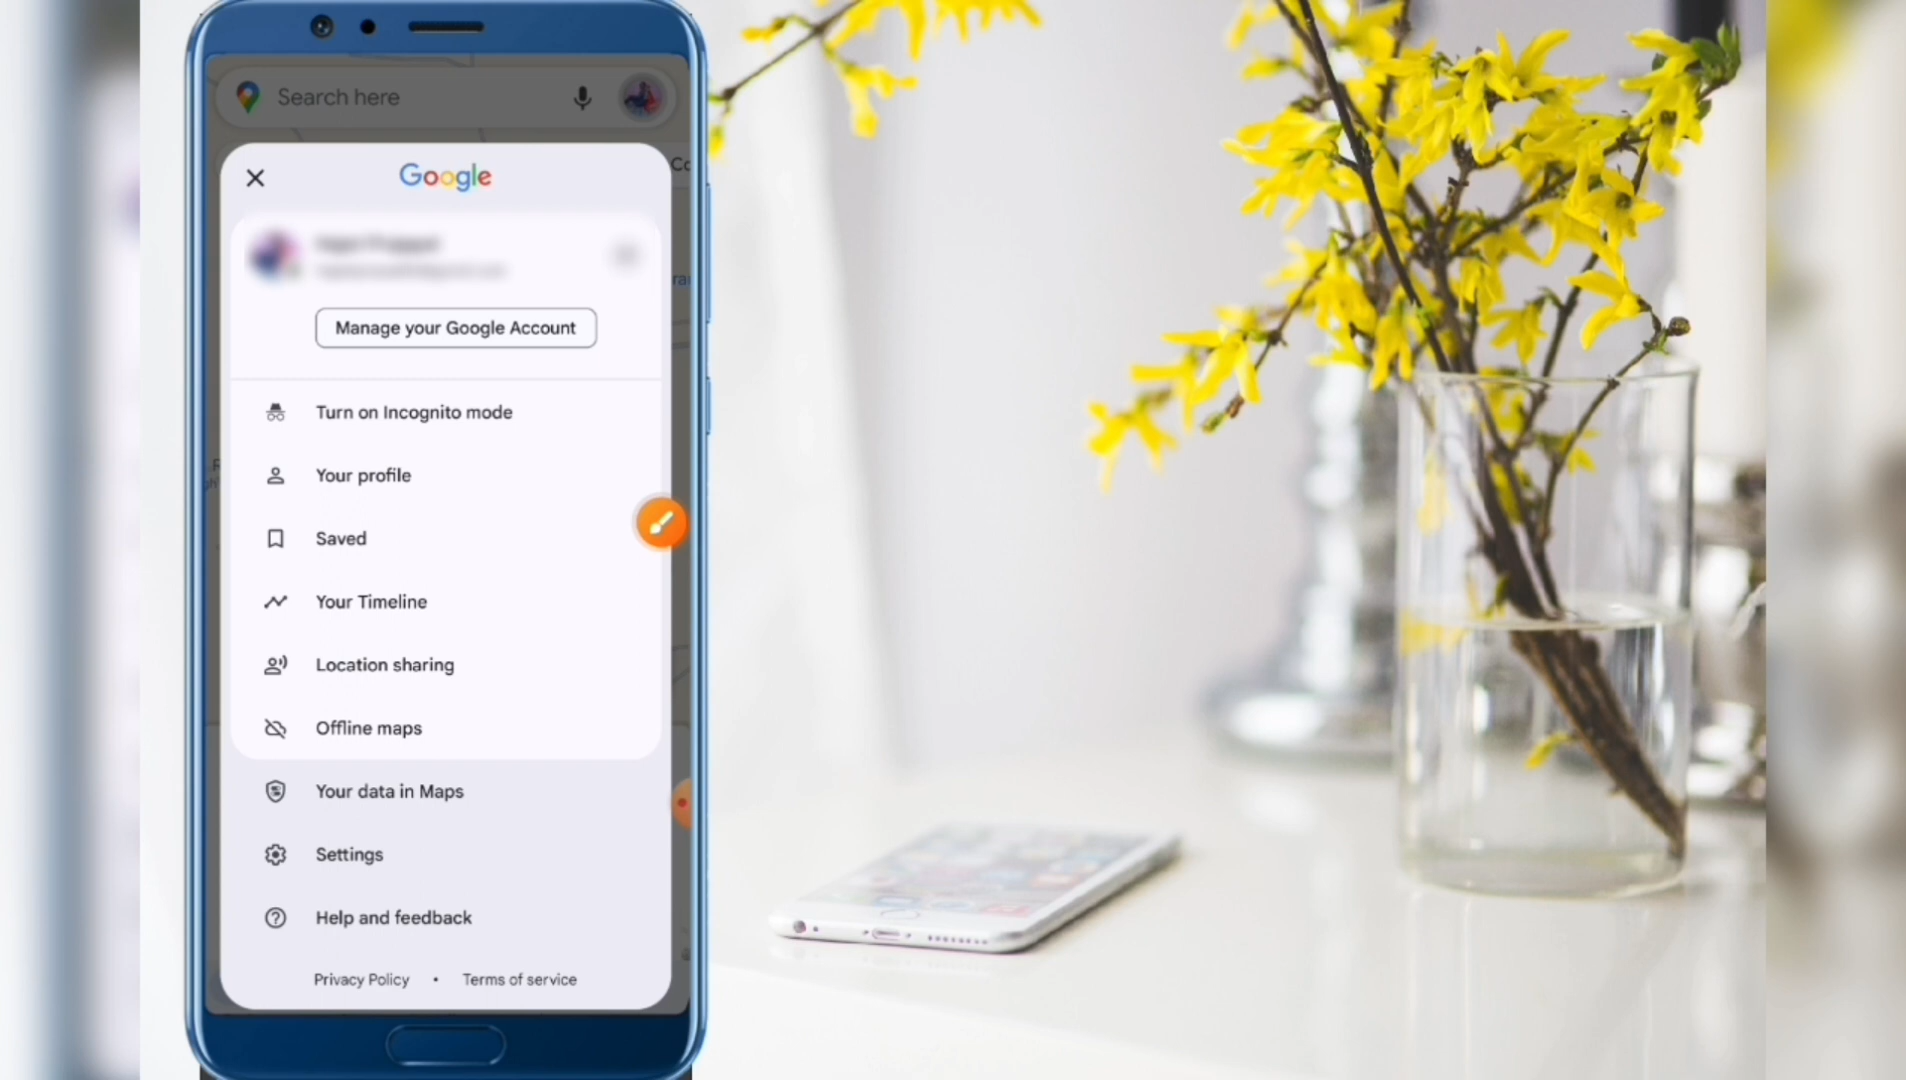 Search here
Co
Google
Manage your Google Account
Turn on Incognito mode
Your profile
Saved
Your Timeline
Location sharing
Offline maps
Your data in Maps
Settings
Help and feedback
Privacy Policy • Terms of service